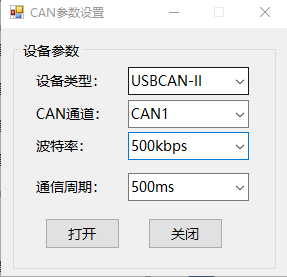 CAN参数设置
设备参数
设备类型： USBCAN-II
CAN通道： CAN1
波特率： 500kbps
通信周期： 500ms
打开 关闭